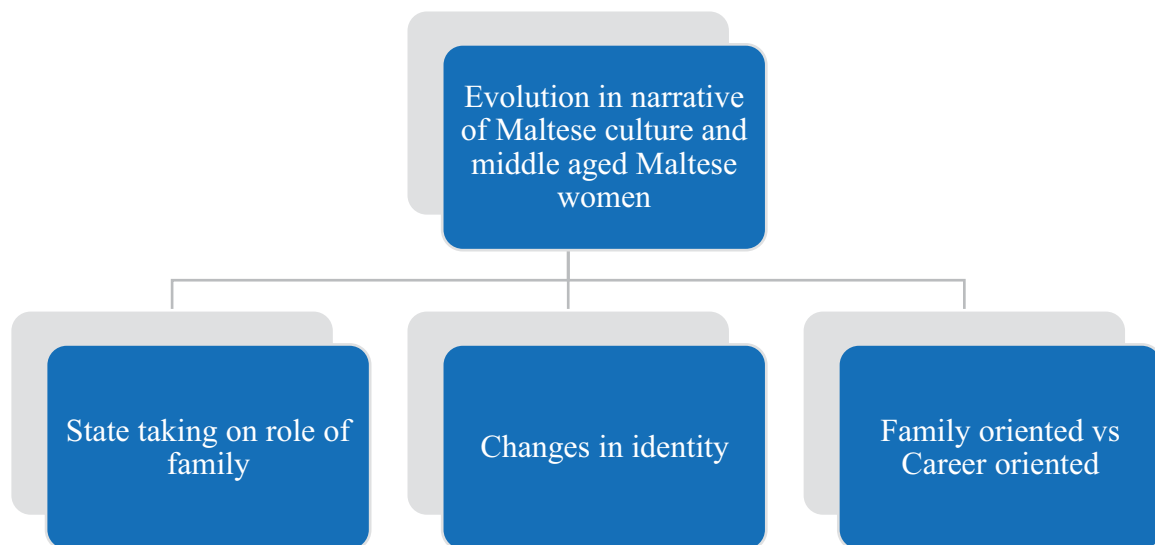 Evolution in narrative
of Maltese culture and
middle aged Maltese
women
State taking on role of
family
Changes in identity
Family oriented vs
Career oriented